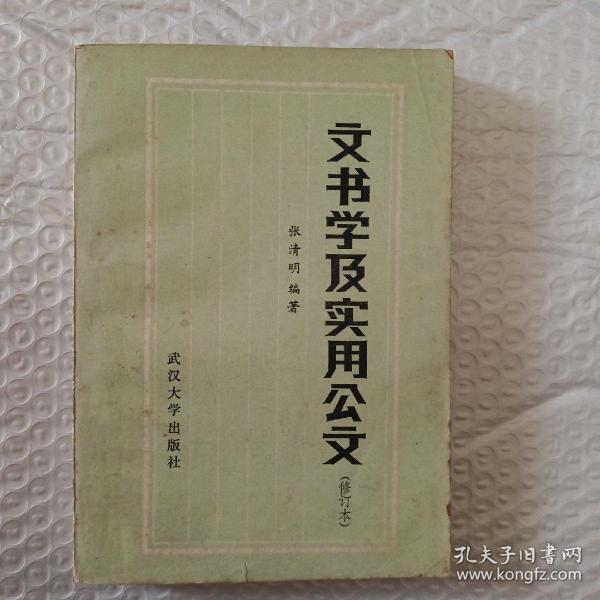 文书学及实用公文
(修订本)
张清明 编著
武汉大学出版社
孔夫子旧书网
www.kongfz.com